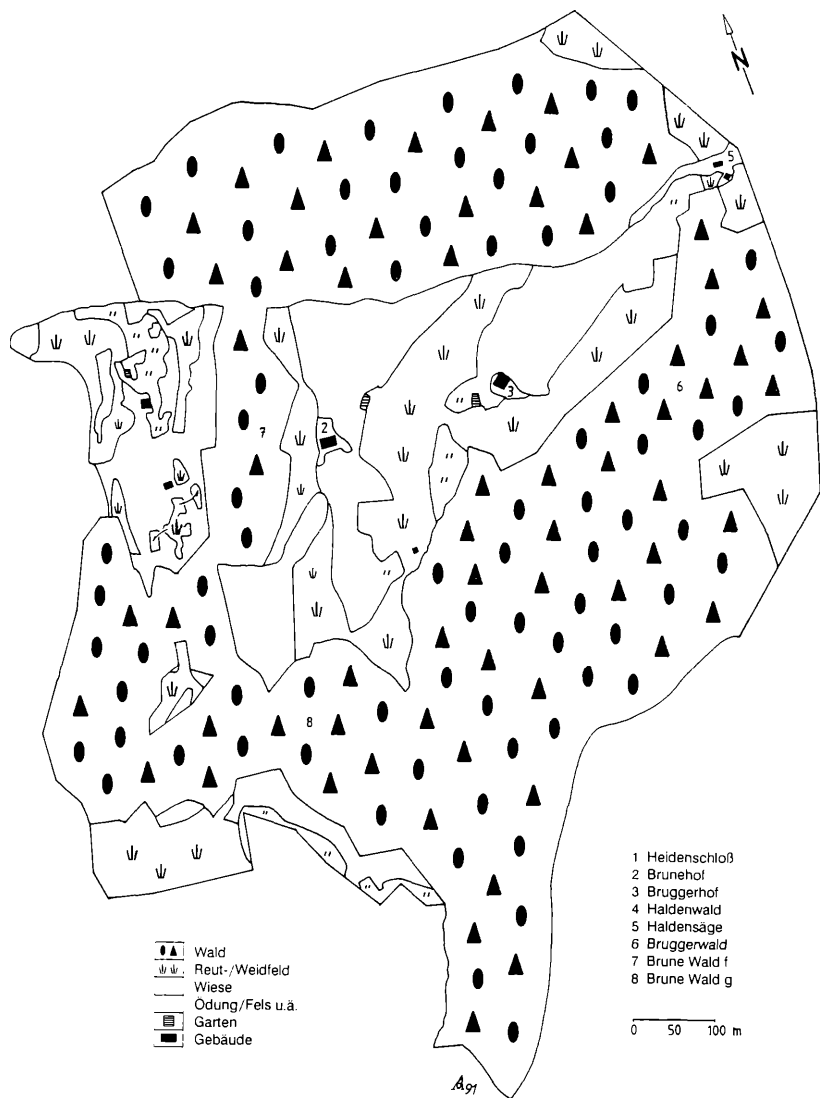 N
5
3
6
2
7
8
1 Heidenschloß
2 Brunehof
3 Bruggerhof
4 Haldenwald
5 Haldensäge
6 Bruggerwald
7 Brune Wald f
8 Brune Wald g
Wald
Reut-/Weidfeld
Wiese
Ödung/Fels u.ä.
Garten
Gebäude
0 50 100 m